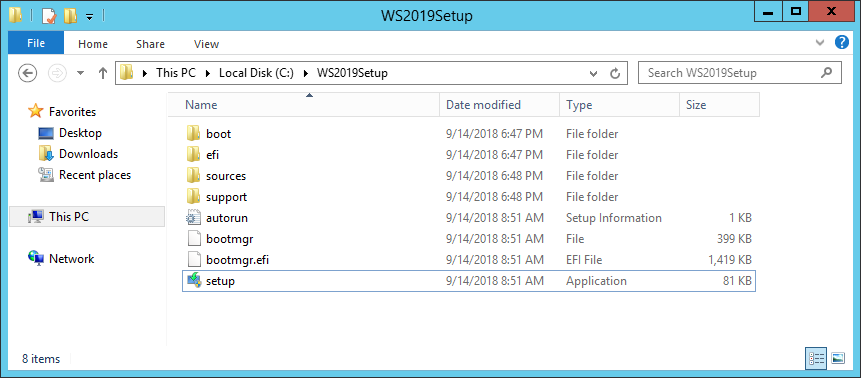 WS2019Setup
File Home Share View
This PC Local Disk (C:) WS2019Setup Search WS2019Setup
Favorites
Desktop
Downloads
Recent places
This PC
Network
Name Date modified Type Size
boot 9/14/2018 6:47 PM File folder
efi 9/14/2018 6:47 PM File folder
sources 9/14/2018 6:48 PM File folder
support 9/14/2018 6:48 PM File folder
autorun 9/14/2018 8:51 AM Setup Information 1 KB
bootmgr 9/14/2018 8:51 AM File 399 KB
bootmgr.efi 9/14/2018 8:51 AM EFI File 1,419 KB
setup 9/14/2018 8:51 AM Application 81 KB
8 items